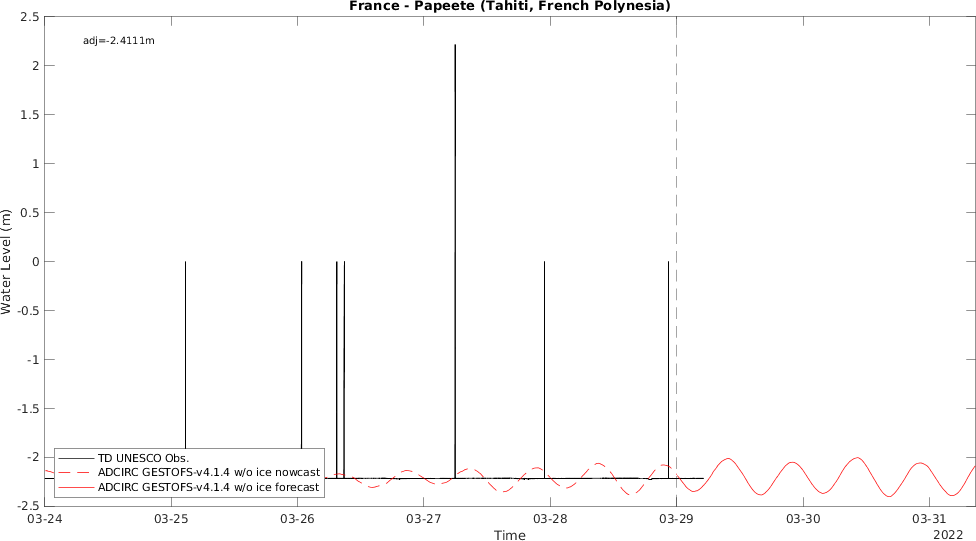 France - Papeete (Tahiti, French Polynesia)
adj=-2.4111m
2.5
2
1.5
1
0.5
0
-0.5
-1
-1.5
-2
-2.5
Water Level (m)
TD UNESCO Obs.
ADCIRC GESTOFS-v4.1.4 w/o ice nowcast
ADCIRC GESTOFS-v4.1.4 w/o ice forecast
03-24 03-25 03-26 03-27 03-28 03-29 03-30 03-31
Time
2022